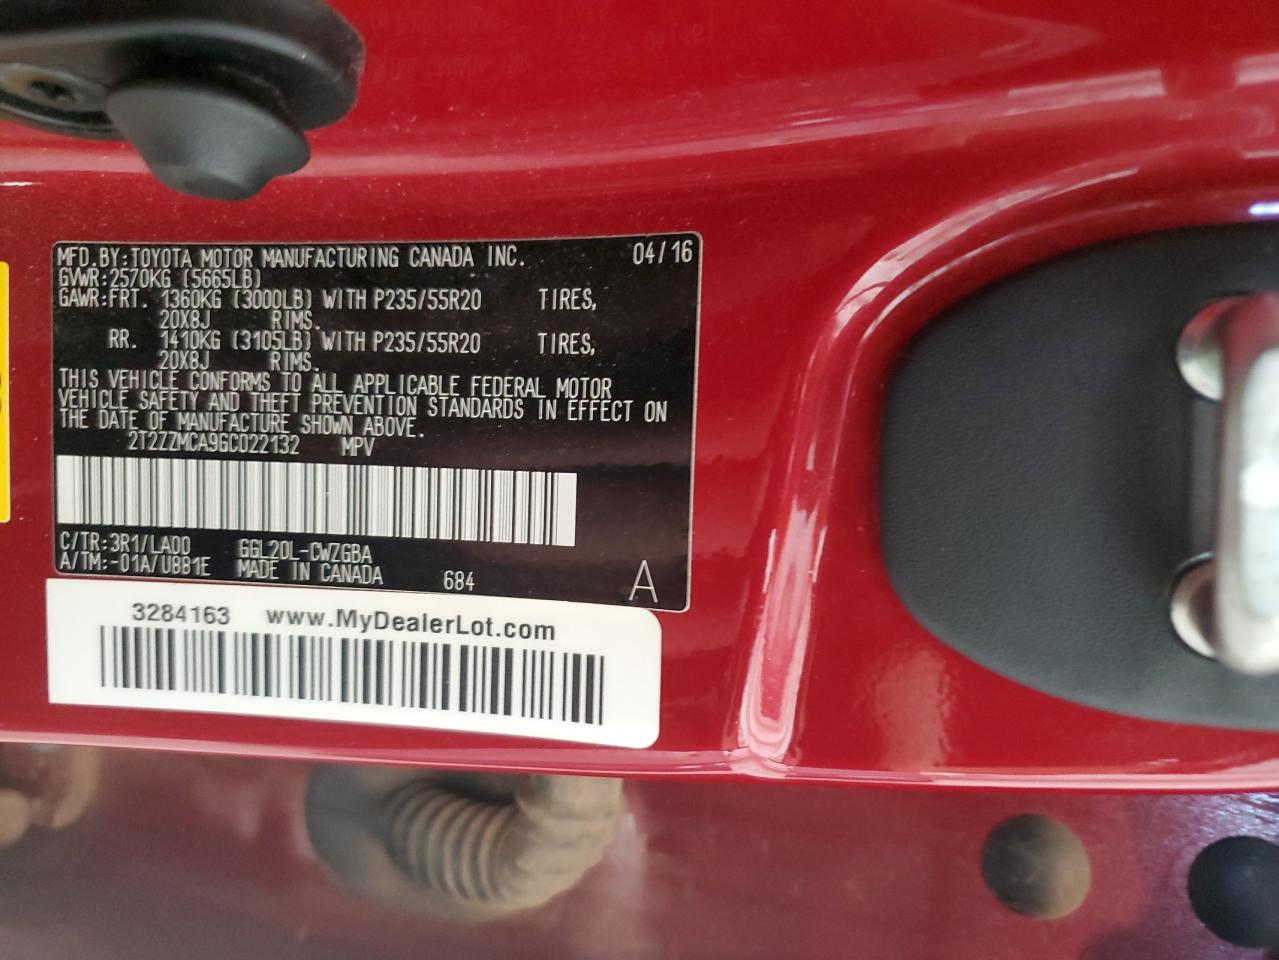 MFD.BY:TOYOTA MOTOR MANUFACTURING CANADA INC. 04/16
GVWR:2570KG (5665LB)
GAWR:FRT. 1360KG (3000LB) WITH P235/55R20 TIRES,
20X8J RIMS.
RR. 1410KG (3105LB) WITH P235/55R20 TIRES,
20X8J RIMS.
THIS VEHICLE CONFORMS TO ALL APPLICABLE FEDERAL MOTOR
VEHICLE SAFETY AND THEFT PREVENTION STANDARDS IN EFFECT ON
THE DATE OF MANUFACTURE SHOWN ABOVE.
2T2ZZMCA9GC022132 MPV
C/TR:3R1/LA00 GGL20L-CWZGBA
A/TM:-01A/U881E MADE IN CANADA 684 A
3284163 www.MyDealerLot.com